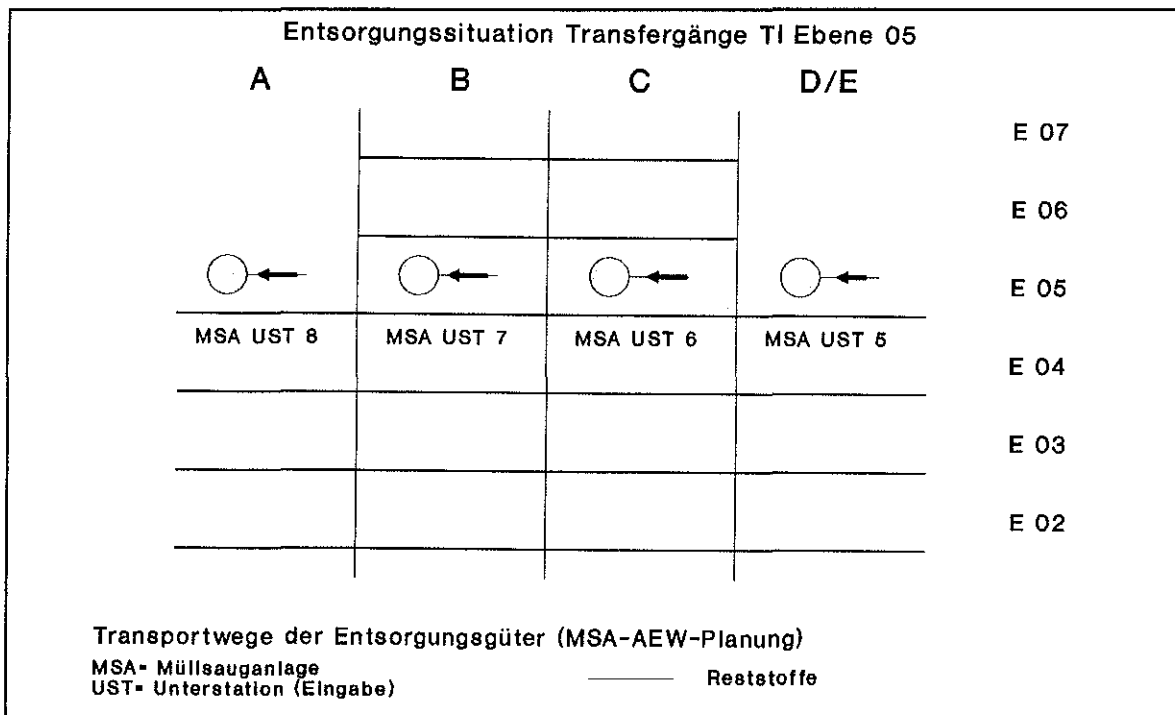 Entsorgungssituation Transfergänge TI Ebene 05
A B C D/E
E 07
E 06
E 05
MSA UST 8 MSA UST 7 MSA UST 6 MSA UST 5
E 04
E 03
E 02
Transportwege der Entsorgungsgüter (MSA-AEW-Planung)
MSA= Müllsauganlage
UST= Unterstation (Eingabe)
Reststoffe